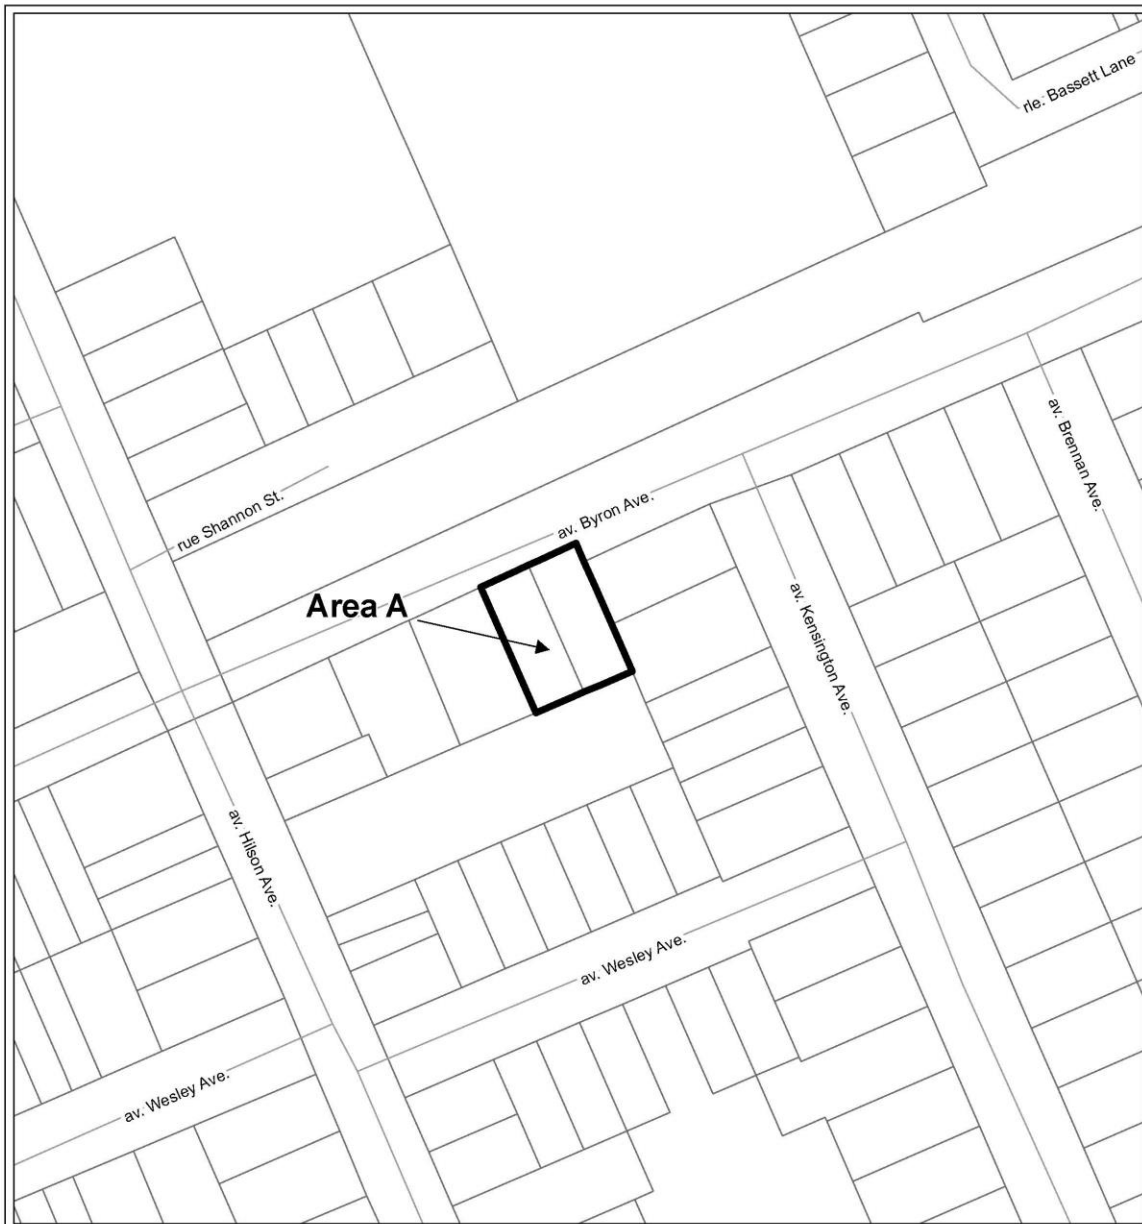 rle: Bassett Lane
av. Brennan Ave.
rue Shannon St.
av. Byron Ave.
Area A
av. Kensington Ave.
av. Hilson Ave.
av. Wesley Ave.
av. Wesley Ave.